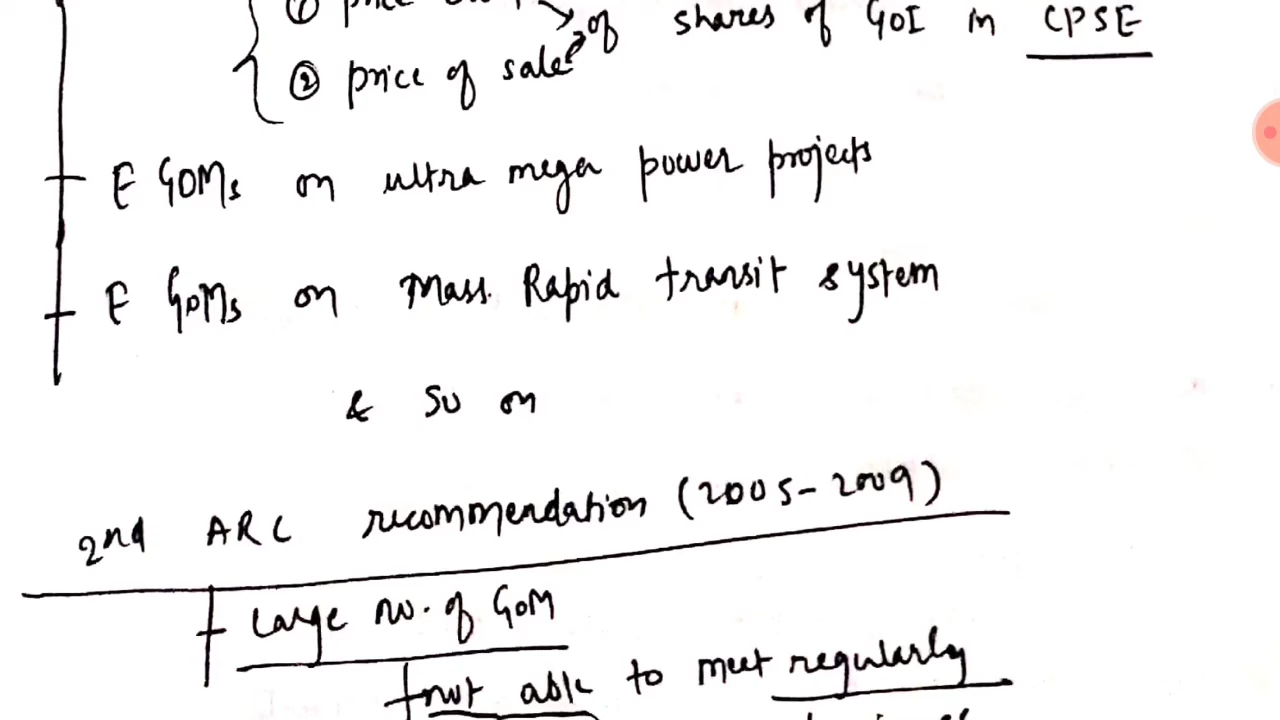 ① price of shares of GOI in CPSE
② price of sale
E GOMs on ultra mega power projects
E GOMs on Mass Rapid transit system
& so on
2nd ARC recommendation (2005-2009)
Large no. of GOM
not able to meet regularly